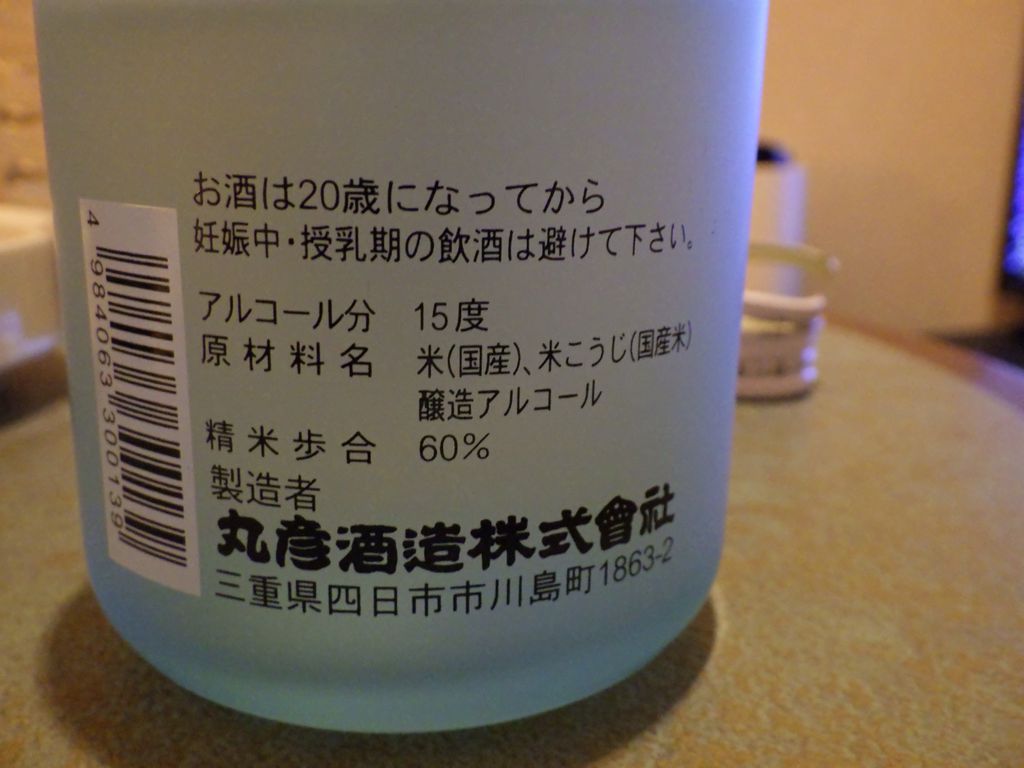 お酒は20歳になってから
妊娠中・授乳期の飲酒は避けて下さい。
アルコール分 15度
原材料名 米(国産)、米こうじ(国産米)
醸造アルコール
精米歩合 60%
製造者
丸彦酒造株式會社
三重県四日市市川島町1863-2
4 984063 300139